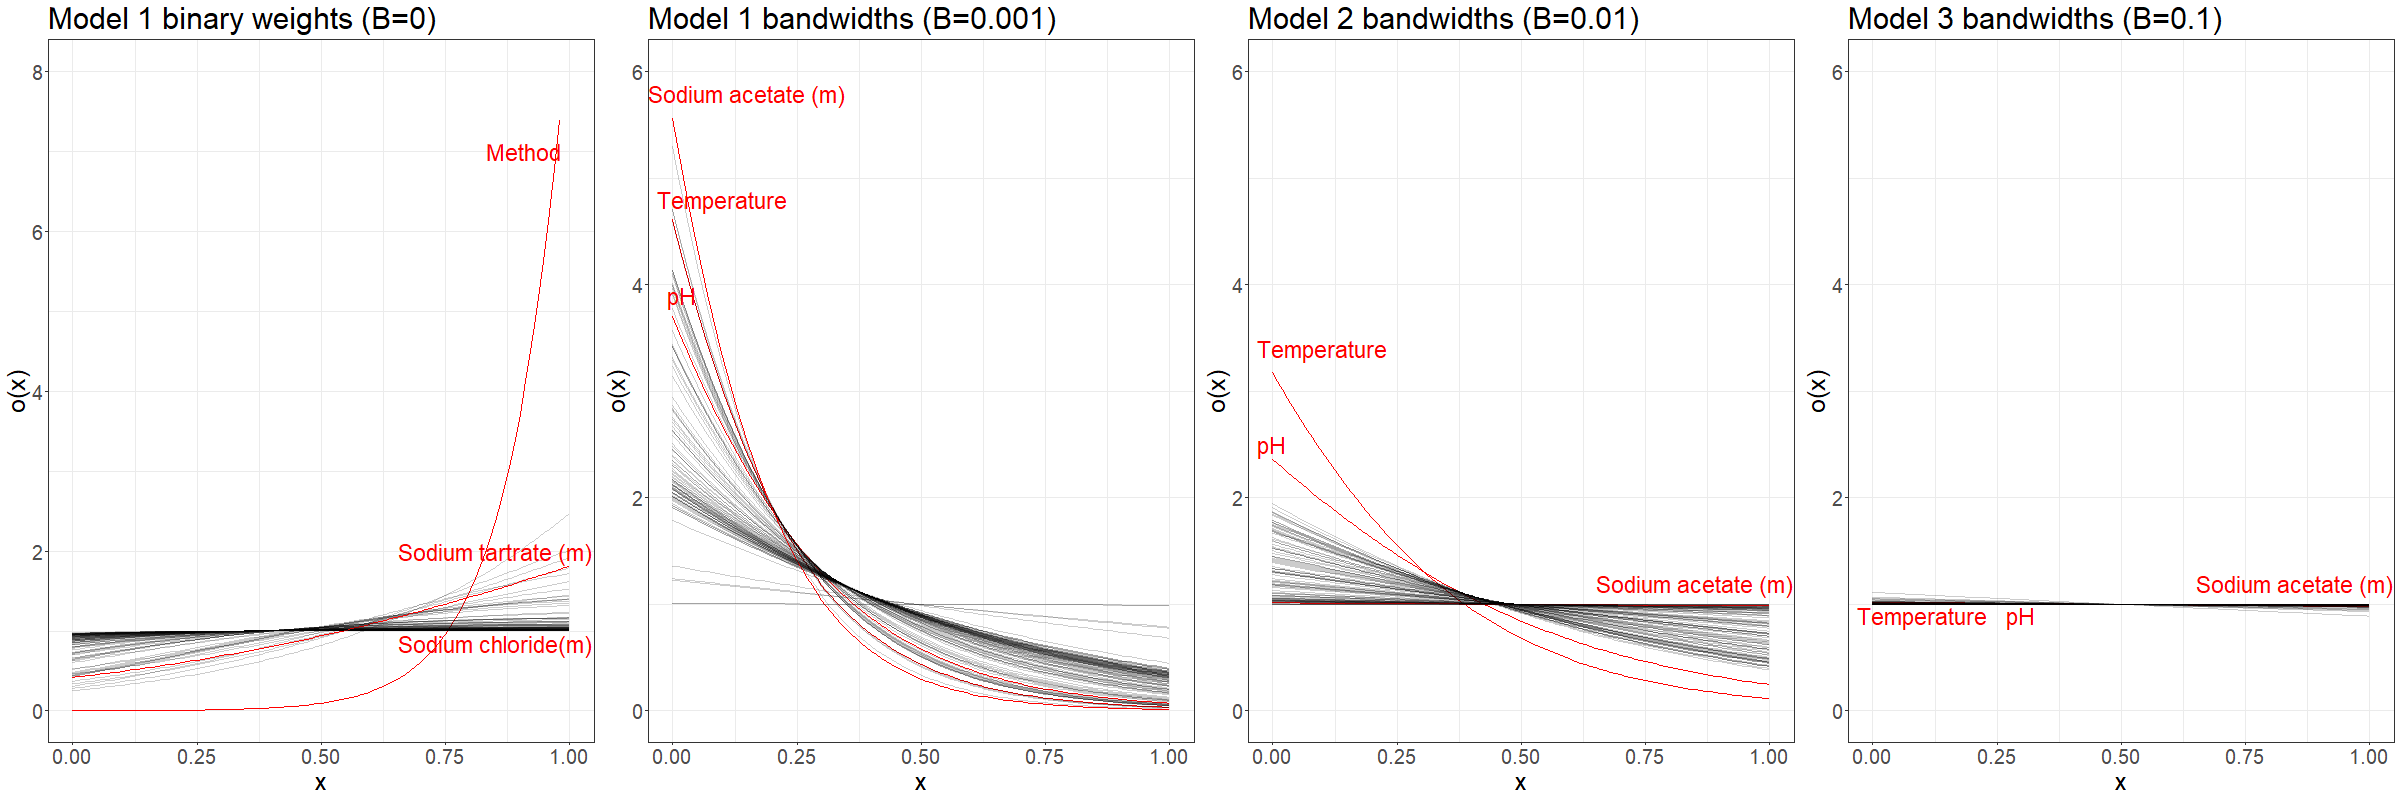 Model 1 binary weights (B=0)
8
6
4
2
0
o(x)
Method
Sodium tartrate (m)
Sodium chloride(m)
0.00 0.25 0.50 0.75 1.00
x
Model 1 bandwidths (B=0.001)
6
4
2
0
o(x)
Sodium acetate (m)
Temperature
pH
0.00 0.25 0.50 0.75 1.00
x
Model 2 bandwidths (B=0.01)
6
4
2
0
o(x)
Temperature
pH
Sodium acetate (m)
0.00 0.25 0.50 0.75 1.00
x
Model 3 bandwidths (B=0.1)
6
4
2
0
o(x)
Sodium acetate (m)
Temperature pH
0.00 0.25 0.50 0.75 1.00
x